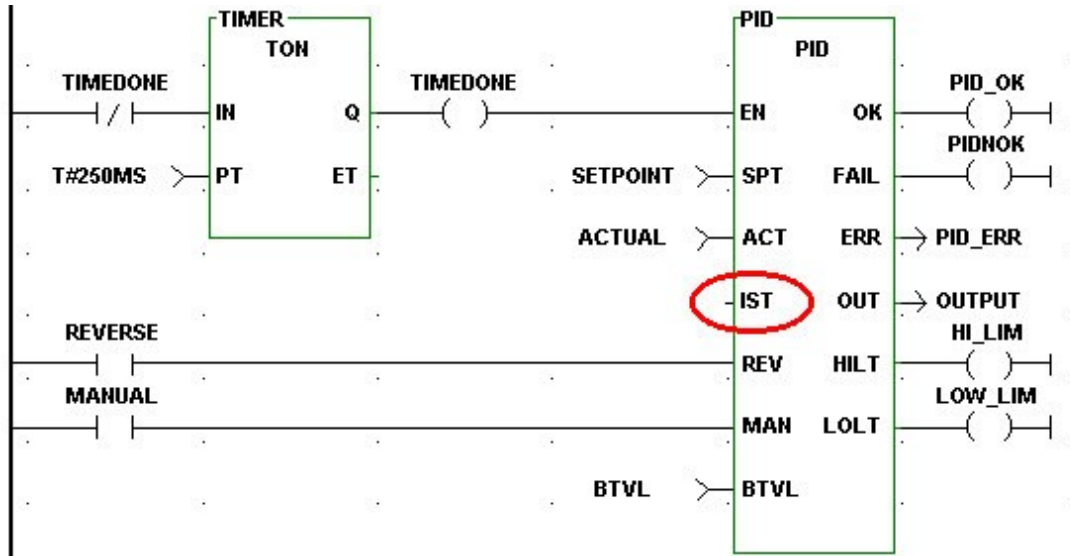 TIMER PID
TON PID
TIMEDONE TIMEDONE PID_OK
IN Q EN OK
PIDNOK
T#250MS PT ET SETPOINT SPT FAIL
ACTUAL ACT ERR PID_ERR
IST OUT OUTPUT
REVERSE HI_LIM
REV HILT
MANUAL LOW_LIM
MAN LOLT
BTVL BTVL